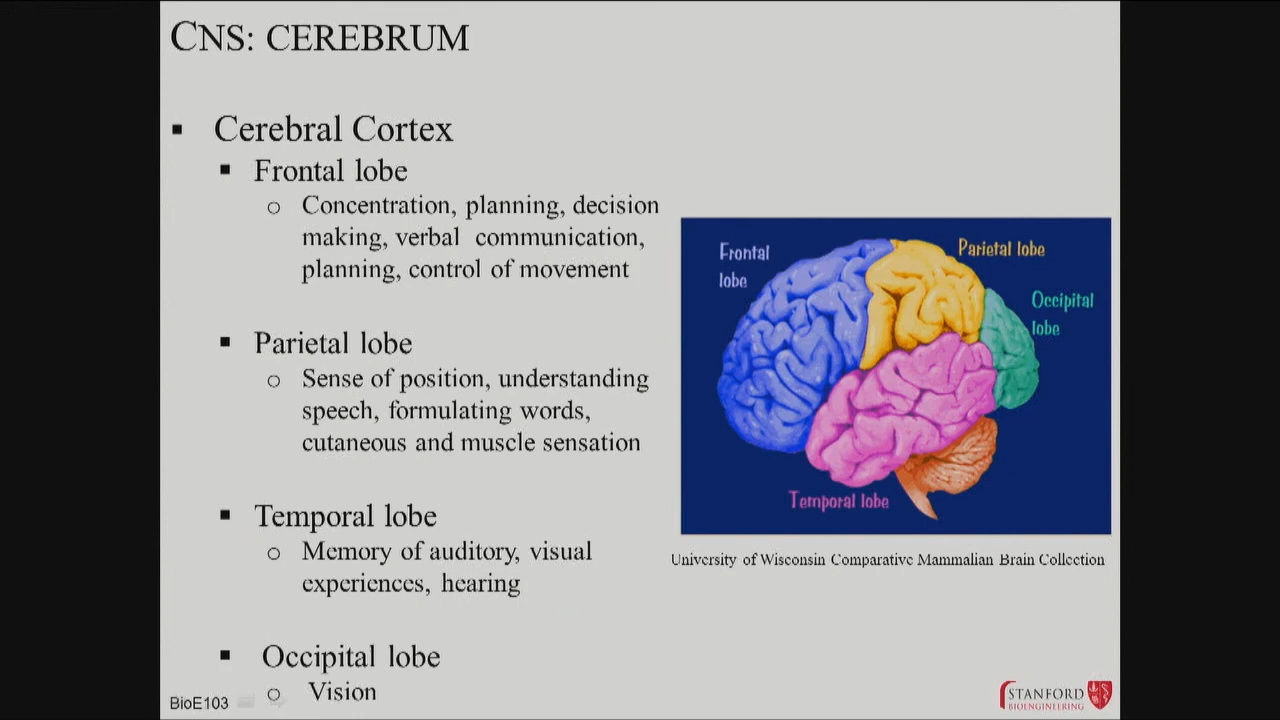 CNS: CEREBRUM
▪ Cerebral Cortex
▪ Frontal lobe
o Concentration, planning, decision
making, verbal communication,
planning, control of movement
▪ Parietal lobe
o Sense of position, understanding
speech, formulating words,
cutaneous and muscle sensation
▪ Temporal lobe
o Memory of auditory, visual
experiences, hearing
▪ Occipital lobe
o Vision
Frontal
lobe
Parietal lobe
Occipital
lobe
Temporal lobe
University of Wisconsin Comparative Mammalian Brain Collection
BioE103
STANFORD
BIOENGINEERING